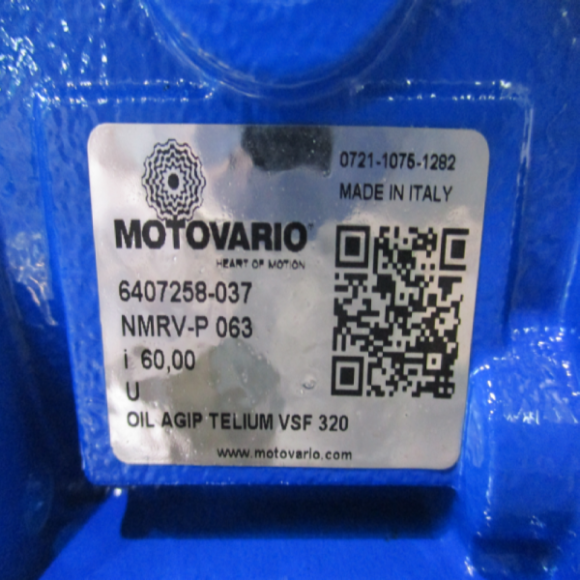 0721-1075-1282
MADE IN ITALY
MOTOVARIO™
HEART OF MOTION
6407258-037
NMRV-P 063
i 60,00
U
OIL AGIP TELIUM VSF 320
www.motovario.com